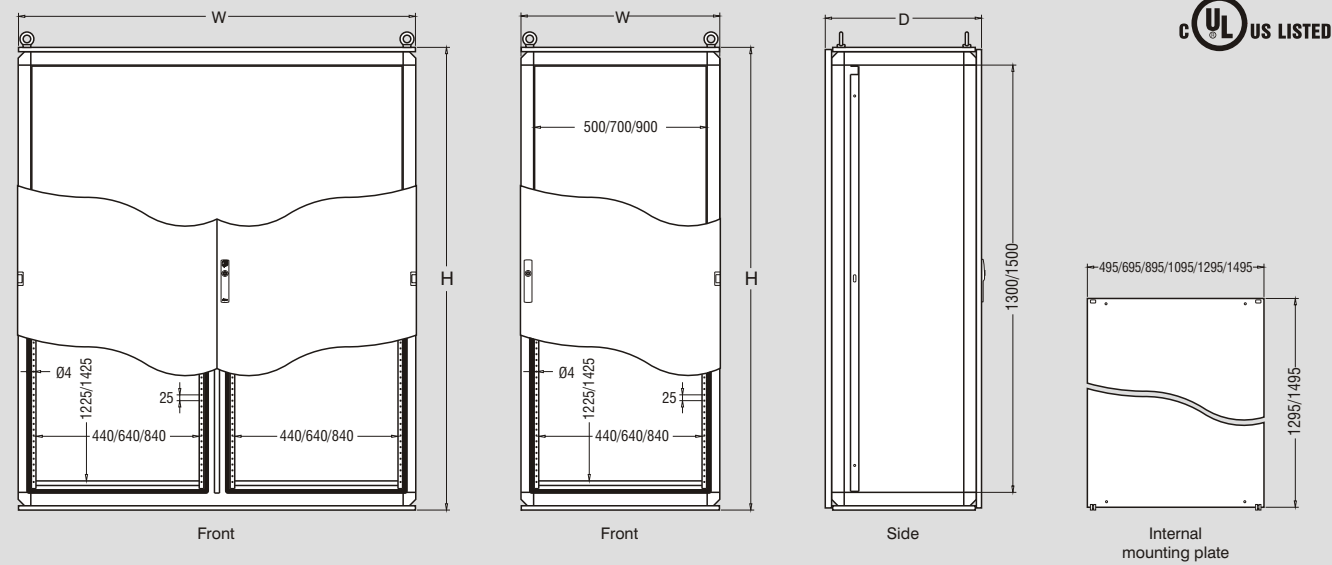 W
H
Ø4
1225/1425
25
440/640/840
440/640/840
Front
W
500/700/900
H
Ø4
1225/1425
25
440/640/840
Front
D
1300/1500
Side
C UL ® US LISTED
495/695/895/1095/1295/1495
1295/1495
Internal
mounting plate